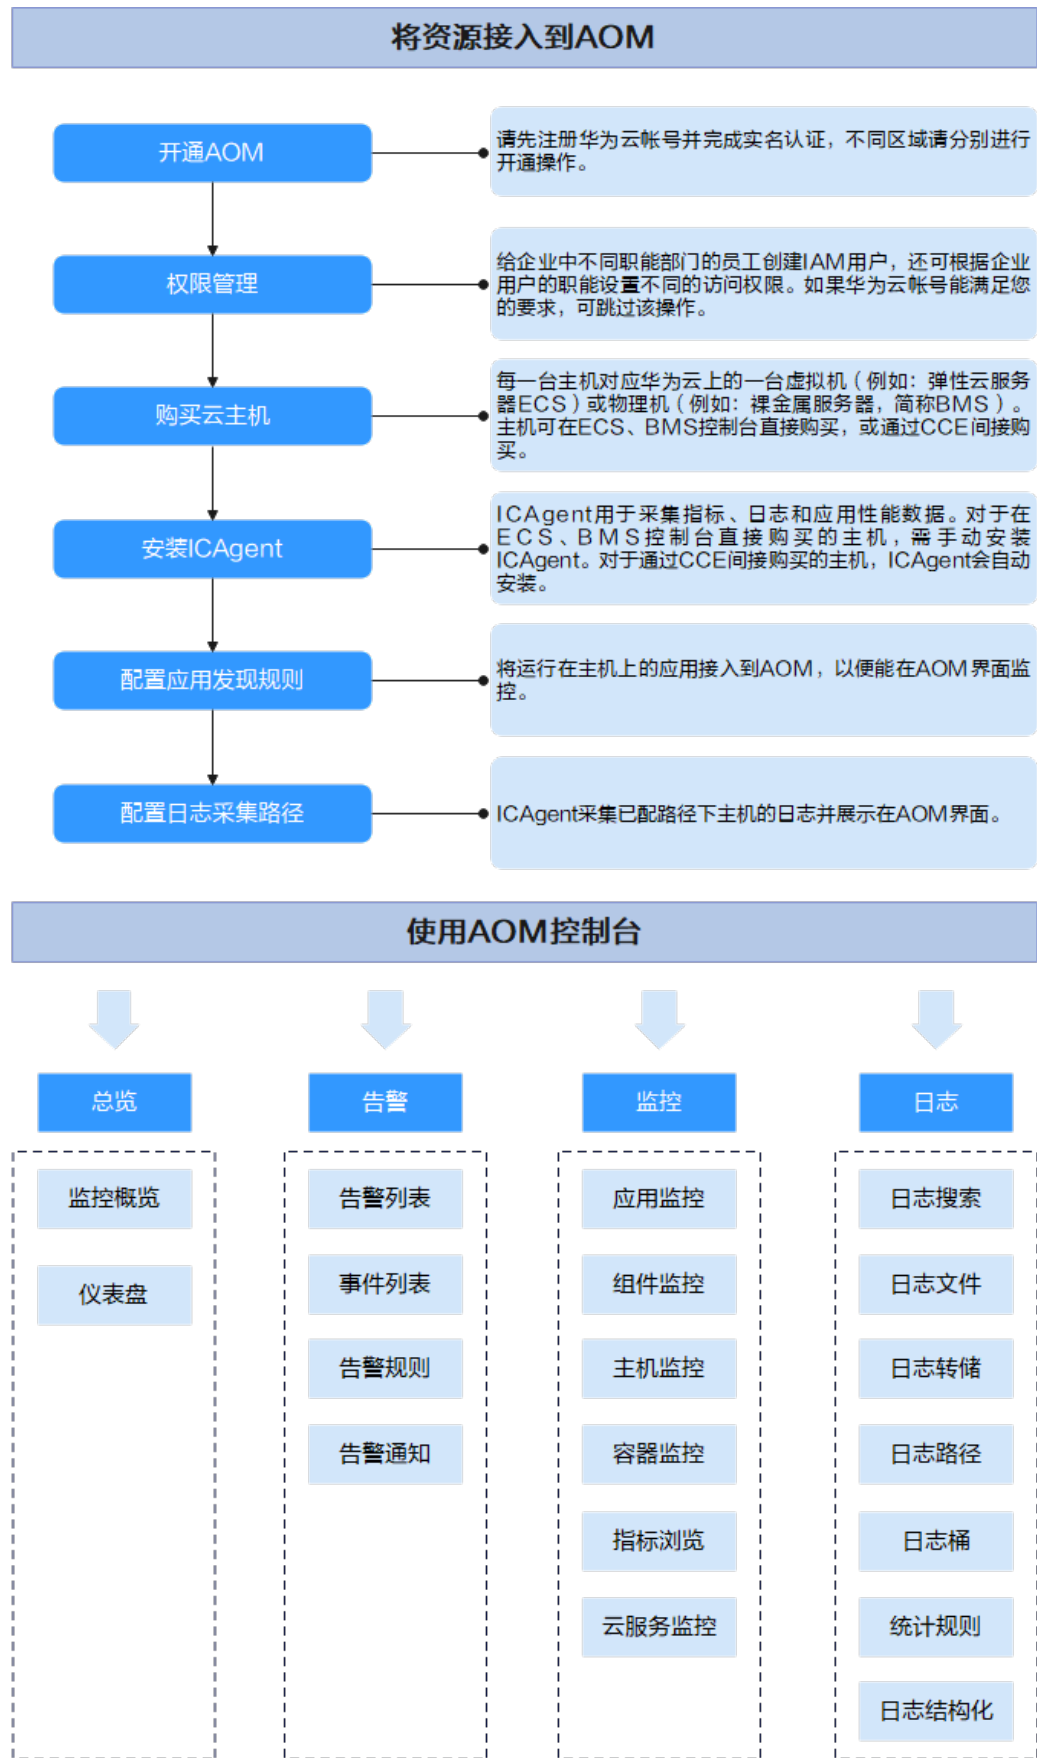 将资源接入到AOM
开通AOM
请先注册华为云帐号并完成实名认证，不同区域请分别进行
开通操作。
权限管理
给企业中不同职能部门的员工创建IAM用户，还可根据企业
用户的职能设置不同的访问权限。如果华为云帐号能满足您
的要求，可跳过该操作。
购买云主机
每一台主机对应华为云上的一台虚拟机（例如：弹性云服务
器ECS）或物理机（例如：裸金属服务器，简称BMS）。
主机可在ECS、BMS控制台直接购买，或通过CCE间接购
买。
安装ICAgent
ICAgent用于采集指标、日志和应用性能数据。对于在
ECS、BMS控制台直接购买的主机，需手动安装
ICAgent。对于通过CCE间接购买的主机，ICAgent会自动
安装。
配置应用发现规则
将运行在主机上的应用接入到AOM，以便能在AOM界面监
控。
配置日志采集路径
ICAgent采集已配路径下主机的日志并展示在AOM界面。
使用AOM控制台
总览
告警
监控
日志
监控概览
告警列表
应用监控
日志搜索
仪表盘
事件列表
组件监控
日志文件
告警规则
主机监控
日志转储
告警通知
容器监控
日志路径
指标浏览
日志桶
云服务监控
统计规则
日志结构化